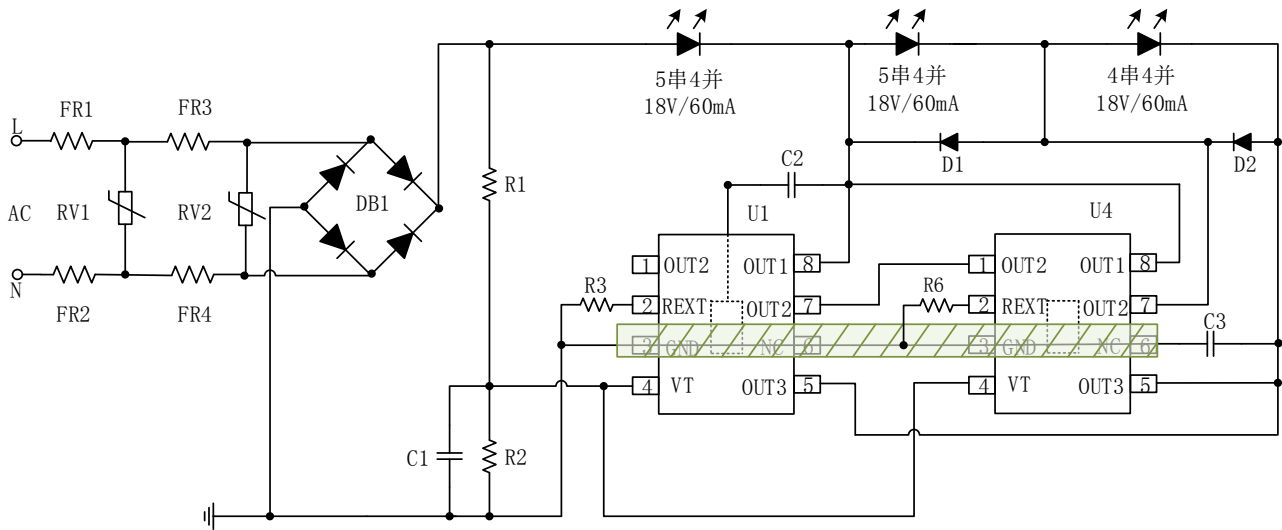 5串4并
18V/60mA
5串4并
18V/60mA
4串4并
18V/60mA
FR1
FR3
L
AC
RV1
RV2
DB1
N
FR2
FR4
R1
C2
D1
D2
U1
U4
1
OUT2
OUT1
8
1
OUT2
OUT1
8
R3
2
REXT
OUT2
7
R6
2
REXT
OUT2
7
3
GND
NC
6
3
GND
NC
6
C3
4
VT
OUT3
5
4
VT
OUT3
5
C1
R2